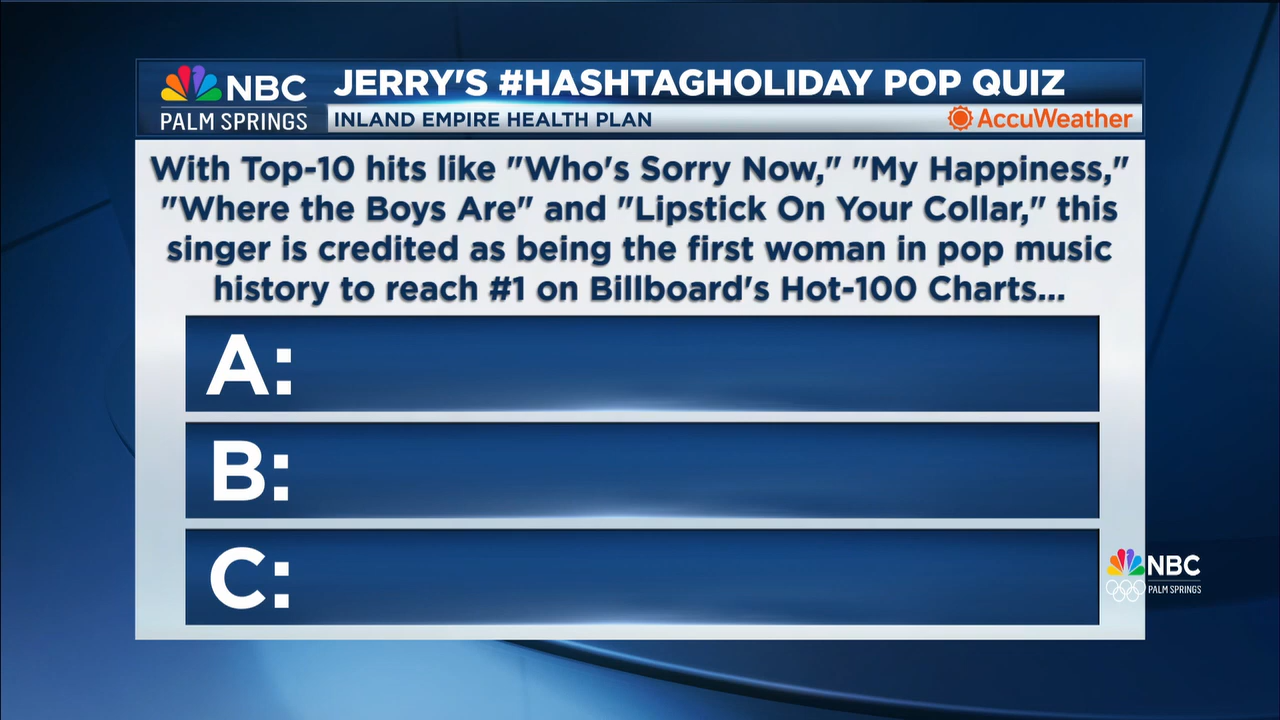 NBC
PALM SPRINGS
JERRY'S #HASHTAGHOLIDAY POP QUIZ
INLAND EMPIRE HEALTH PLAN
AccuWeather
With Top-10 hits like "Who's Sorry Now," "My Happiness,"
"Where the Boys Are" and "Lipstick On Your Collar," this
singer is credited as being the first woman in pop music
history to reach #1 on Billboard's Hot-100 Charts...
A:
B:
C:
NBC
PALM SPRINGS